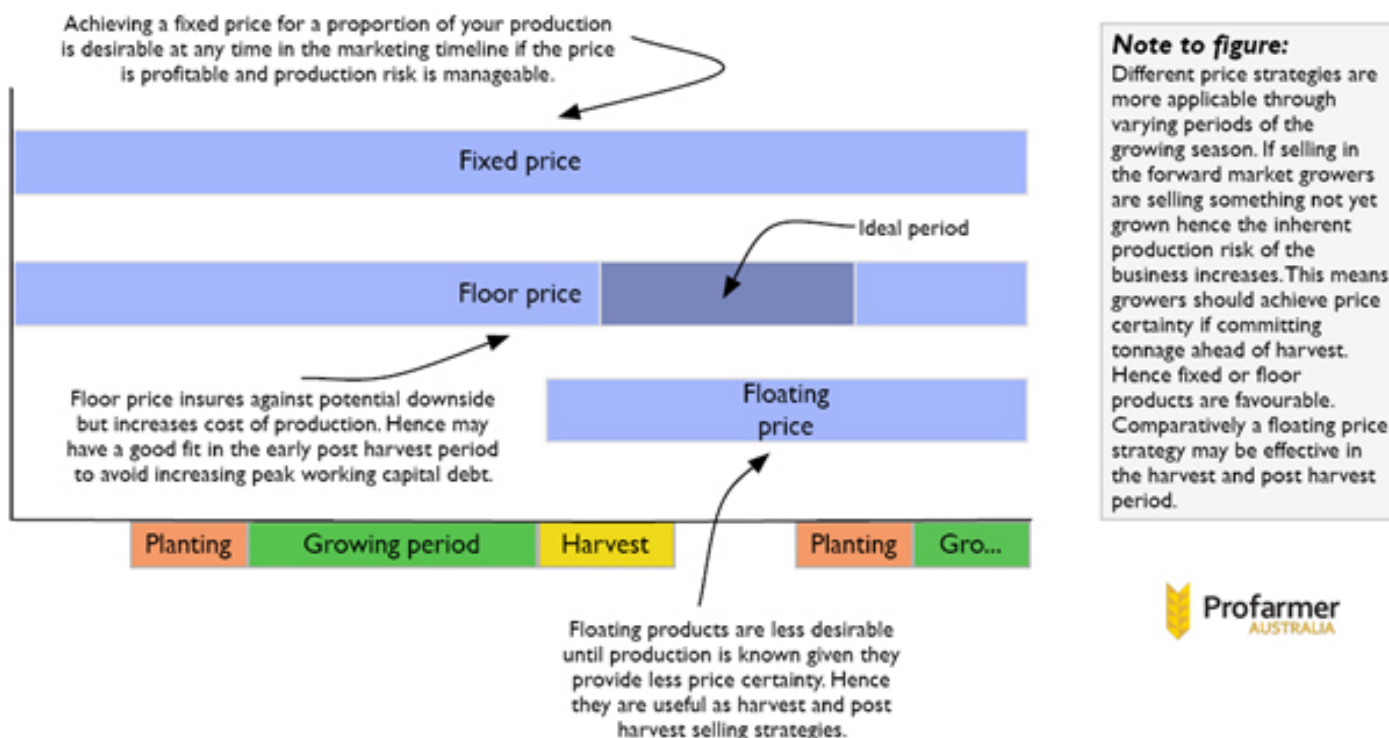 Achieving a fixed price for a proportion of your production
is desirable at any time in the marketing timeline if the price
is profitable and production risk is manageable.
Fixed price
Ideal period
Floor price
Floor price insures against potential downside
but increases cost of production. Hence may
have a good fit in the early post harvest period
to avoid increasing peak working capital debt.
Floating
price
Planting
Growing period
Harvest
Planting
Gro...
Floating products are less desirable
until production is known given they
provide less price certainty. Hence
they are useful as harvest and post
harvest selling strategies.
Note to figure:
Different price strategies are
more applicable through
varying periods of the
growing season. If selling in
the forward market growers
are selling something not yet
grown hence the inherent
production risk of the
business increases. This means
growers should achieve price
certainty if committing
tonnage ahead of harvest.
Hence fixed or floor
products are favourable.
Comparatively a floating price
strategy may be effective in
the harvest and post harvest
period.
Profarmer
AUSTRALIA